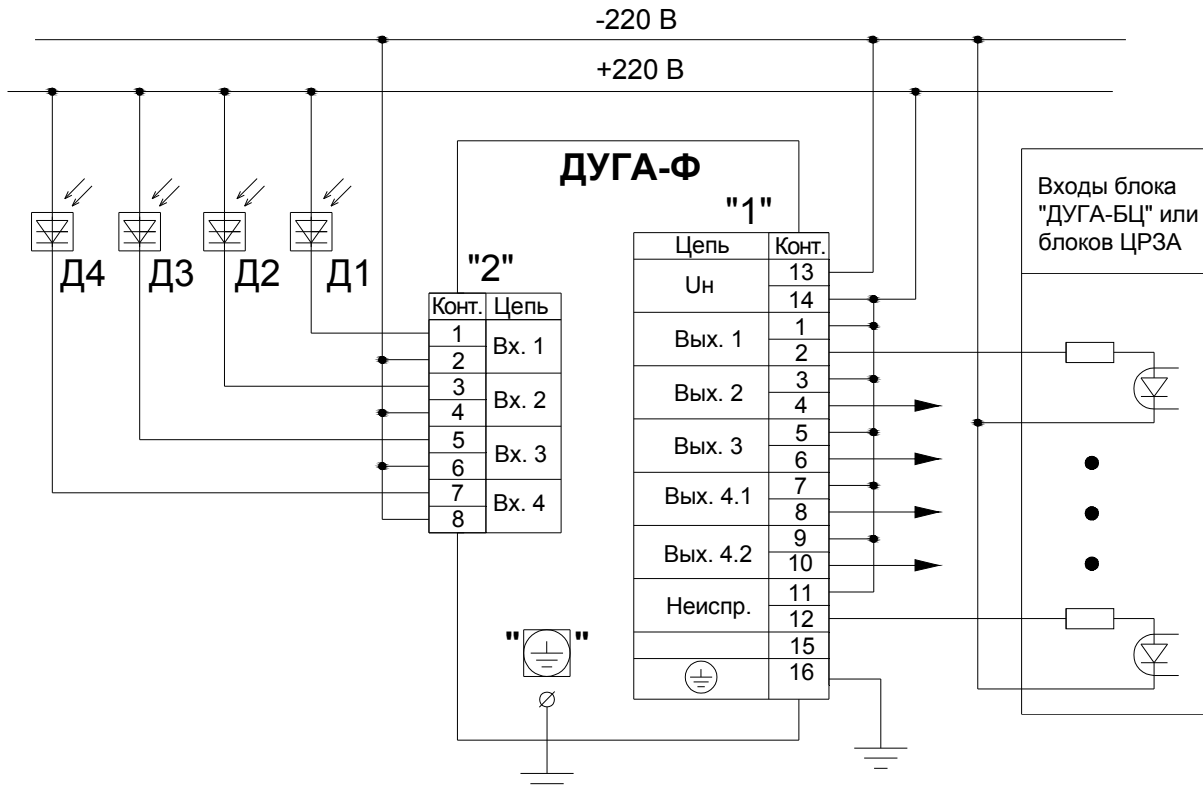 -220 В
+220 В
ДУГА-Ф
"1"
Цепь Конт.
Uн 13
14
Вых. 1 1
2
Вых. 2 3
4
Вых. 3 5
6
Вых. 4.1 7
8
Вых. 4.2 9
10
Неиспр. 11
12
15
16
"2"
Конт. Цепь
1 Вх. 1
2
3 Вх. 2
4
5 Вх. 3
6
7 Вх. 4
8
Д4 Д3 Д2 Д1
" "
Входы блока
"ДУГА-БЦ" или
блоков ЦРЗА